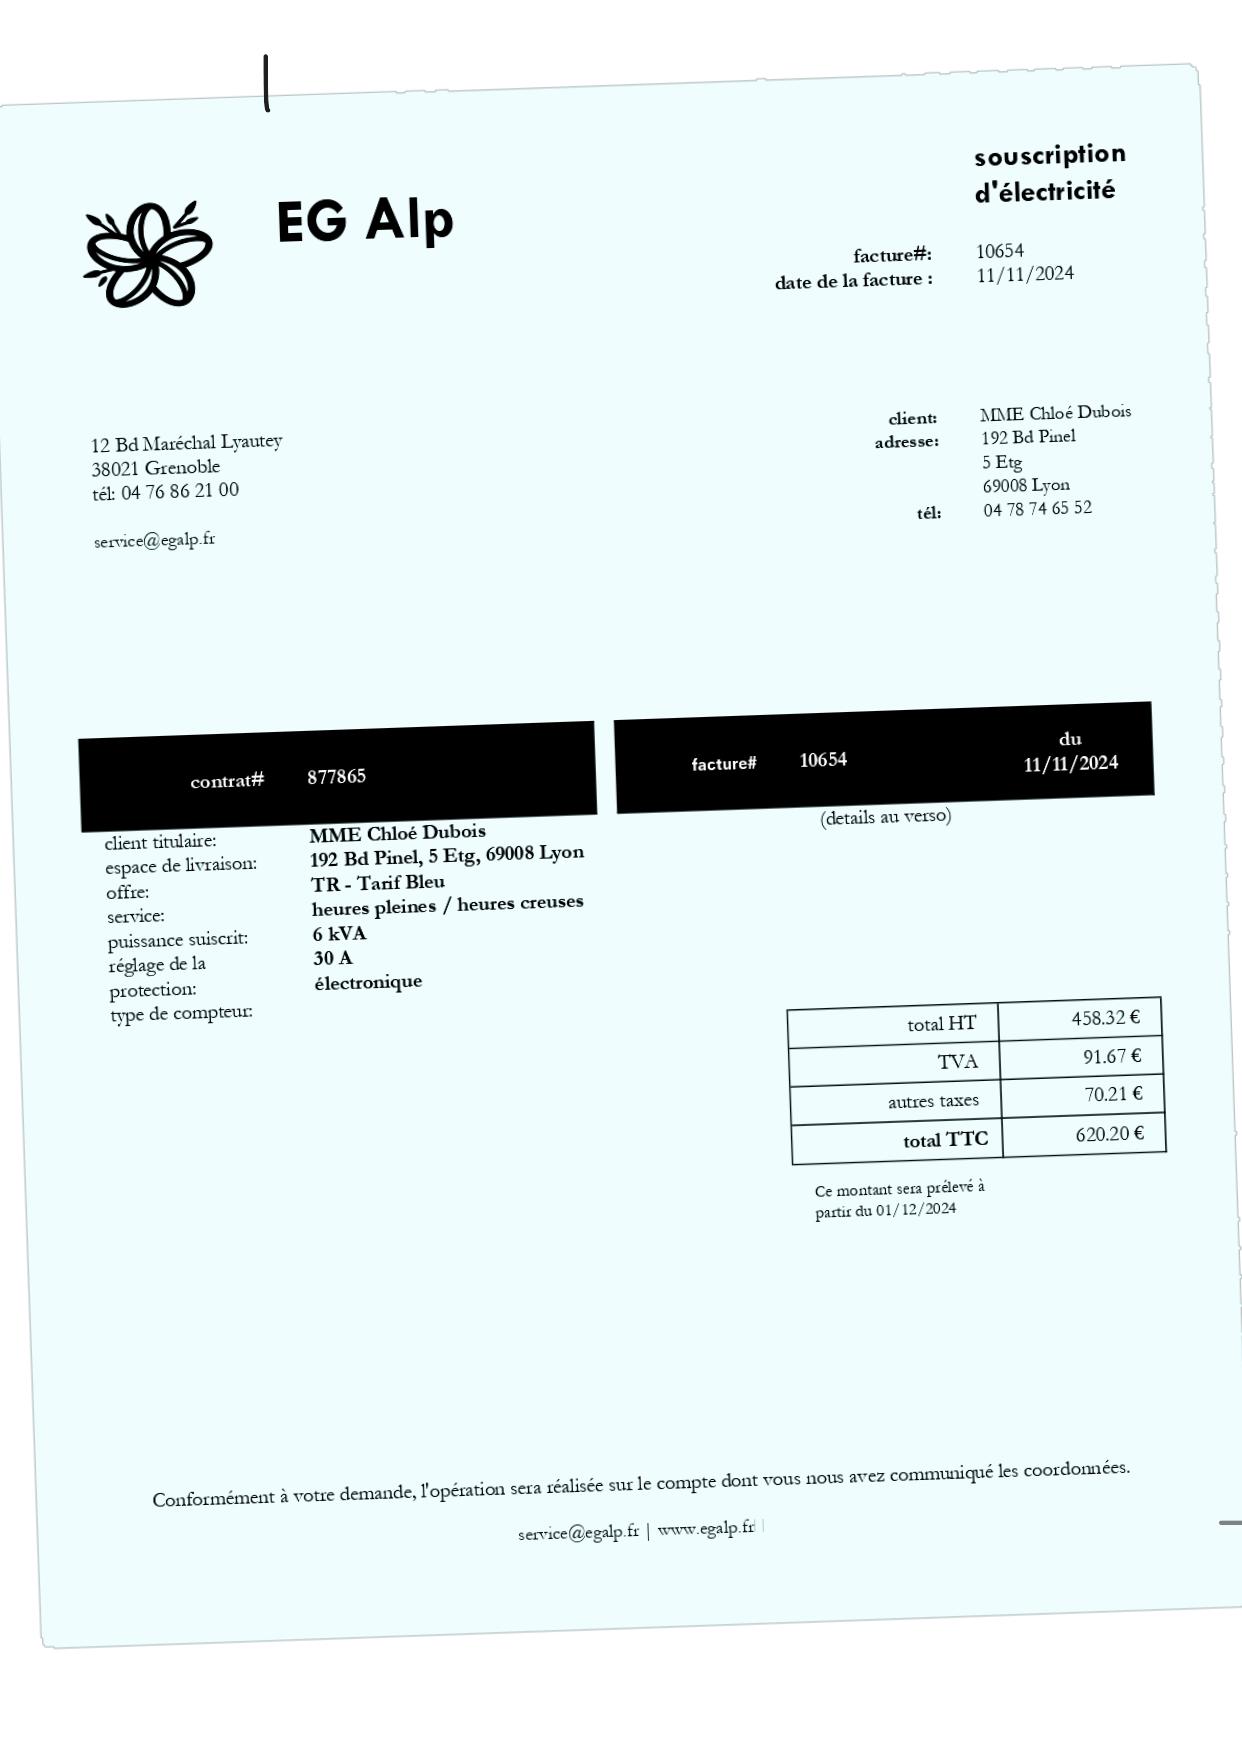 souscription
d'électricité
EG Alp
facture#: 10654
date de la facture : 11/11/2024
12 Bd Maréchal Lyautey
38021 Grenoble
tél: 04 76 86 21 00
service@egalp.fr
client: MME Chloé Dubois
adresse: 192 Bd Pinel
5 Etg
69008 Lyon
tél: 04 78 74 65 52
contrat# 877865
client titulaire: MME Chloé Dubois
espace de livraison: 192 Bd Pinel, 5 Etg, 69008 Lyon
offre: TR - Tarif Bleu
service: heures pleines / heures creuses
puissance suiscrit: 6 kVA
réglage de la 30 A
protection: électronique
type de compteur:
facture# 10654 du
11/11/2024
(details au verso)
total HT 458.32 €
TVA 91.67 €
autres taxes 70.21 €
total TTC 620.20 €
Ce montant sera prélevé à
partir du 01/12/2024
Conformément à votre demande, l'opération sera réalisée sur le compte dont vous nous avez communiqué les coordonnées.
service@egalp.fr | www.egalp.fr